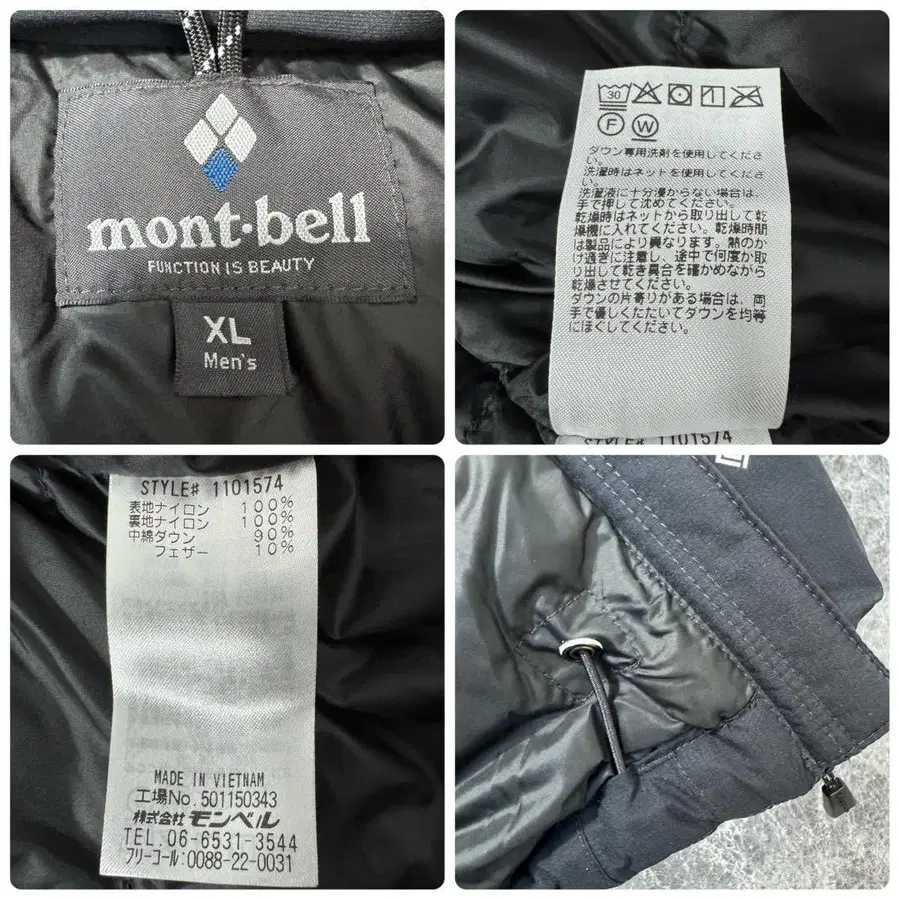 mont·bell
FUNCTION IS BEAUTY
XL
Men's
30
1
F W
ダウン専用洗剤を使用してくださ
い。
洗濯時はネットを使用してくださ
い。
洗濯液に十分浸からない場合は、
手で押して沈めてください。
乾燥時はネットから取り出して乾
燥機に入れてください。乾燥時間
は製品により異なります。熱のか
け過ぎに注意し、途中で何度か取
り出して乾き具合を確かめながら
乾燥させてください。
ダウンの片寄りがある場合は、両
手で優しくたたいてダウンを均等
にほぐしてください。
STYLE# 1101574
STYLE# 1101574
表地ナイロン 100%
裏地ナイロン 100%
中綿ダウン 90%
フェザー 10%
MADE IN VIETNAM
工場No. 501150343
株式会社 モンベル
TEL. 06-6531-3544
フリーコール:0088-22-0031